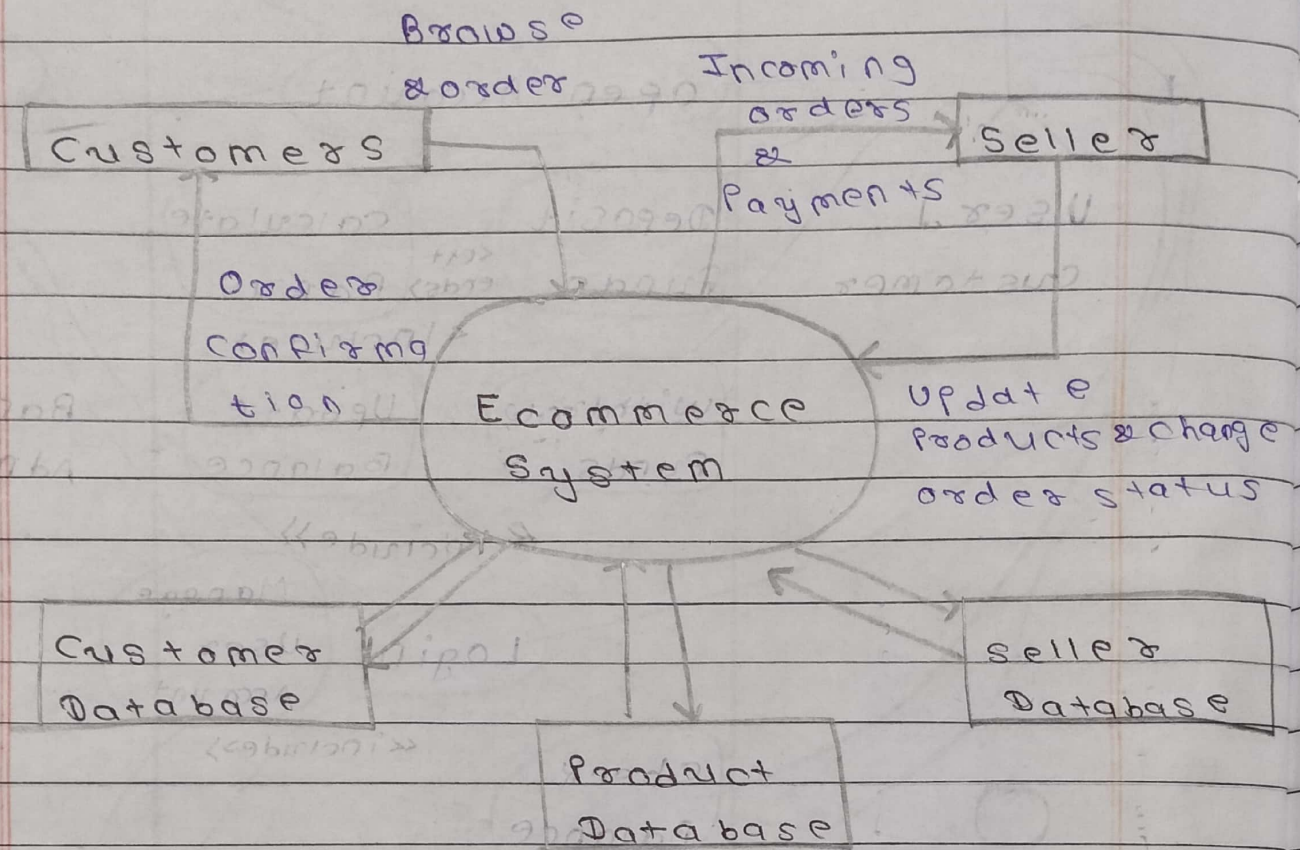 Browse
& order
Customers
Incoming
orders
&
Payments
Seller
Order
Confirma
tion
Ecommerce
System
Update
Products & change
order status
Customer
Database
Product
Database
Seller
Database